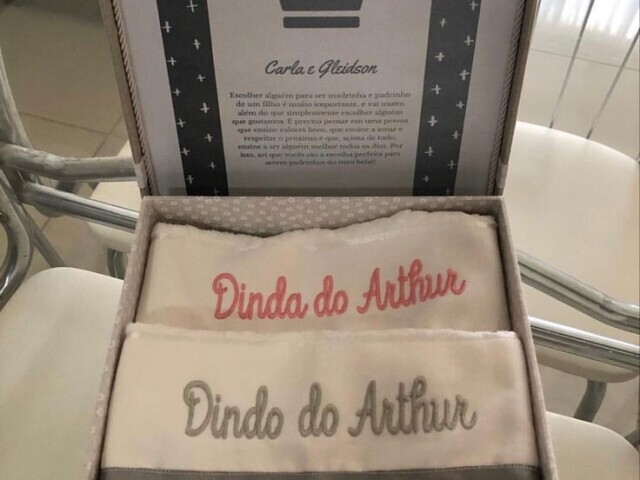 Carla e Gleidson
Escolher alguém para ser madrinha e padrinho
de um filho é muito importante, e vai muito
além do que simplesmente escolher alguém
que gostamos. É preciso pensar em uma pessoa
que ensine valores bons, que ensine a amar e
respeitar o próximo e que, acima de tudo,
ensine a ser alguém melhor todos os dias. Por
isso, sei que vocês são a escolha perfeita para
serem padrinhos do meu bebê!
Dinda do Arthur
Dindo do Arthur